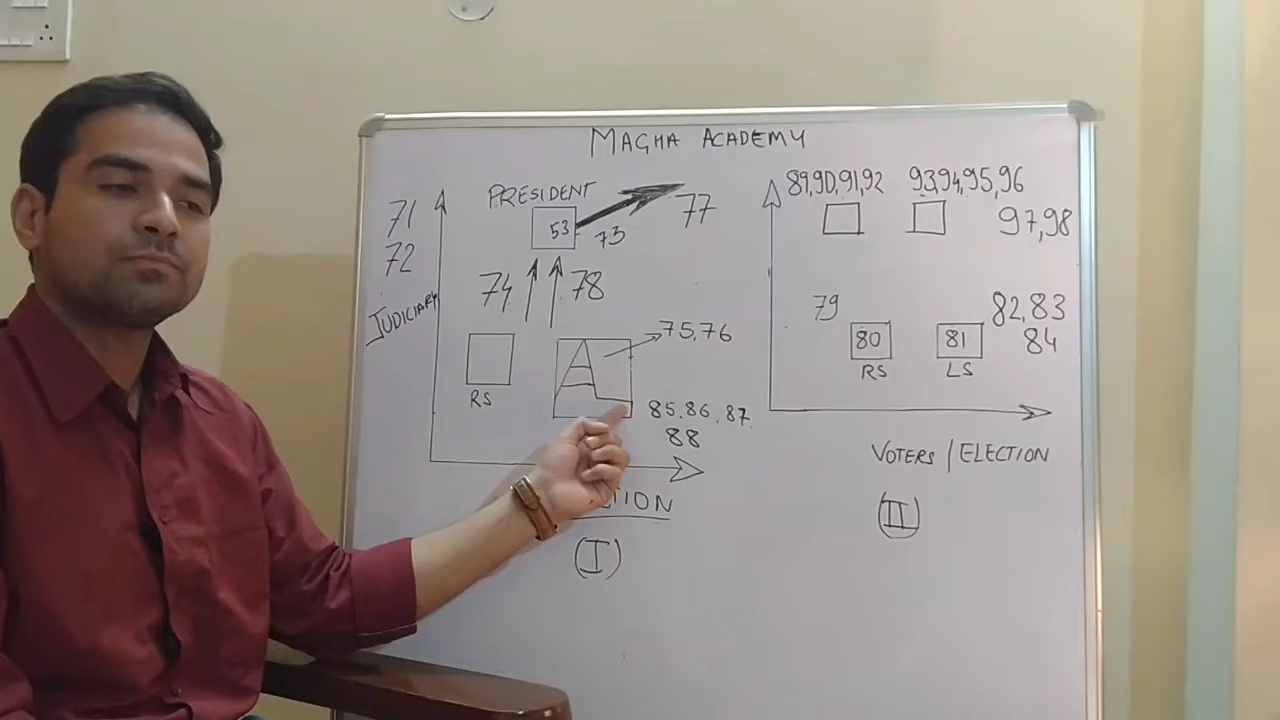 MAGHA ACADEMY
71
72
JUDICIARY
PRESIDENT
53
73
77
74
78
RS
75,76
85,86,87
88
CTION
(I)
89,90,91,92
93,94,95,96
97,98
79
80
RS
81
LS
82,83
84
VOTERS / ELECTION
(II)